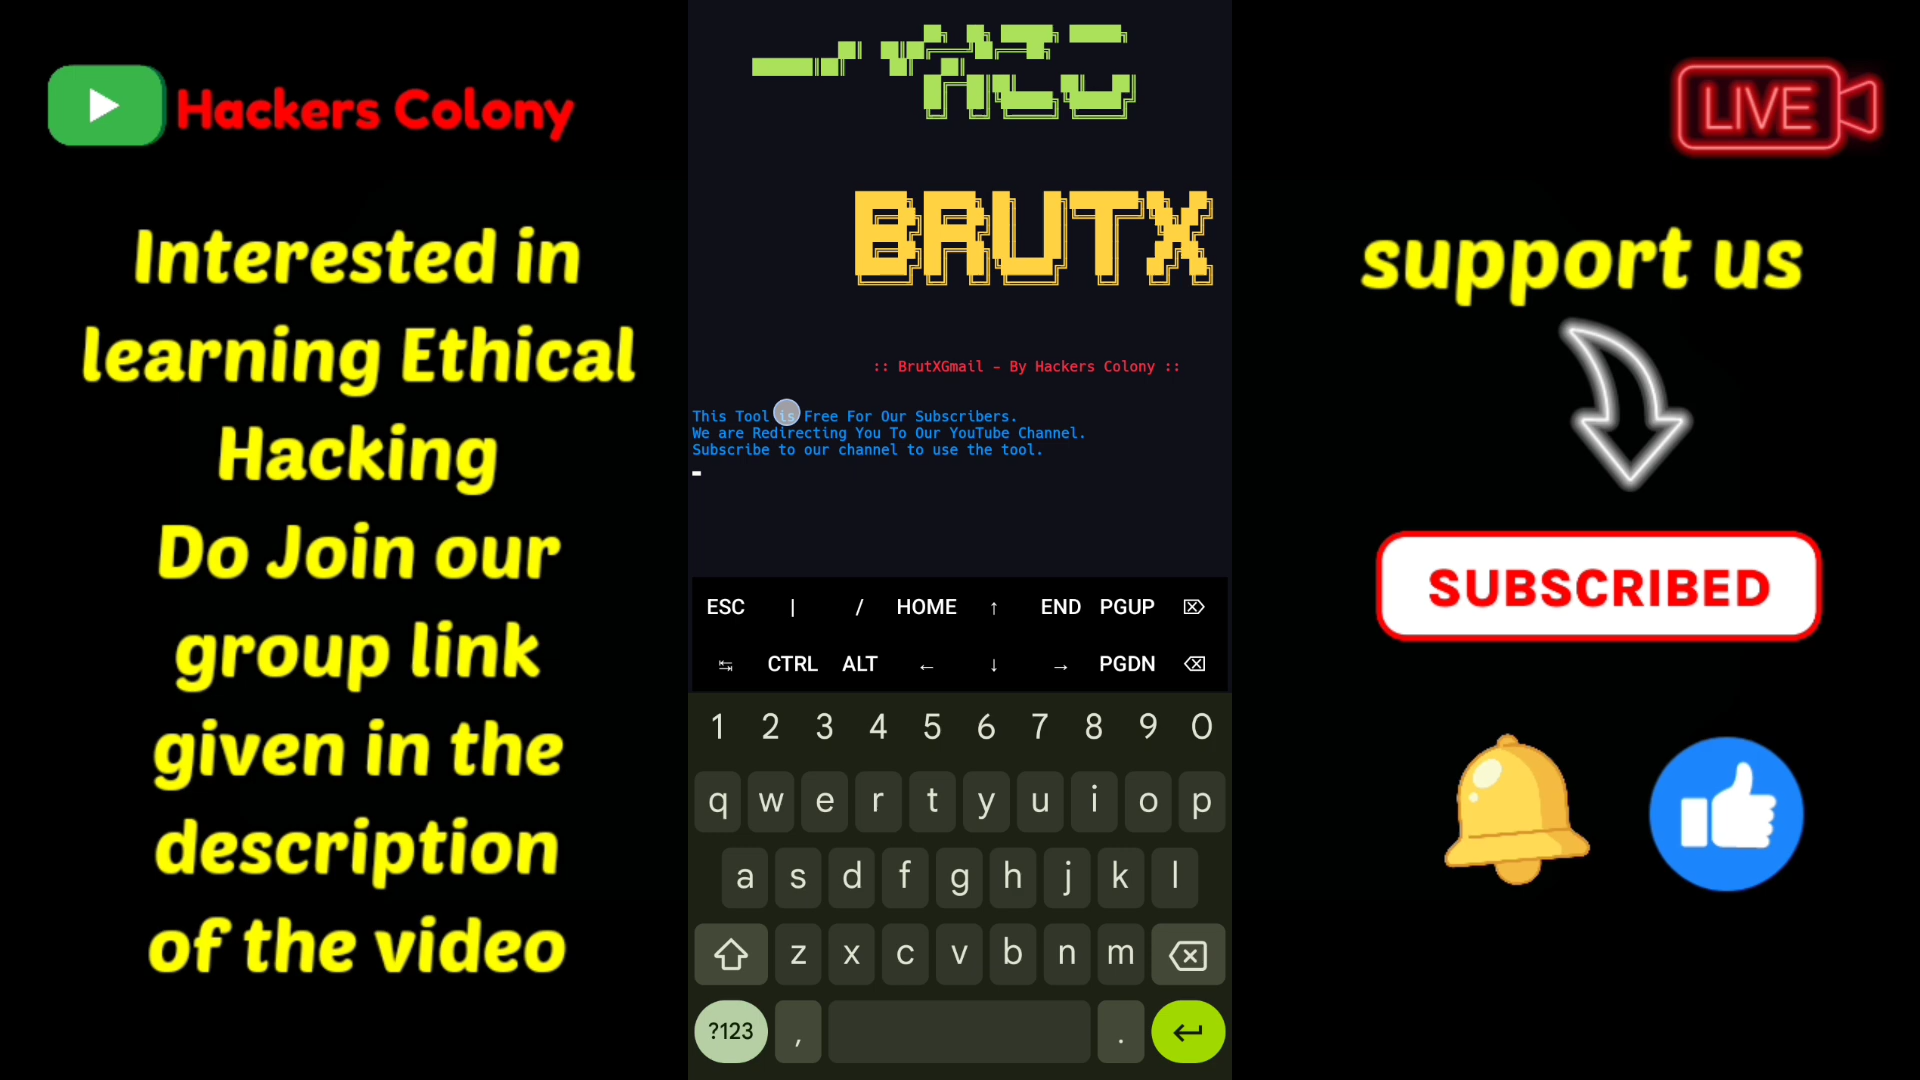 Hackers Colony
Interested in
learning Ethical
Hacking
Do Join our
group link
given in the
description
of the video
BRUTX
:: BrutXGmail - By Hackers Colony ::
This Tool is Free For Our Subscribers.
We are Redirecting You To Our YouTube Channel.
Subscribe to our channel to use the tool.
ESC | / HOME ↑ END PGUP
CTRL ALT ← ↓ → PGDN
1 2 3 4 5 6 7 8 9 0
q w e r t y u i o p
a s d f g h j k l
z x c v b n m
?123 , .
LIVE
support us
SUBSCRIBED